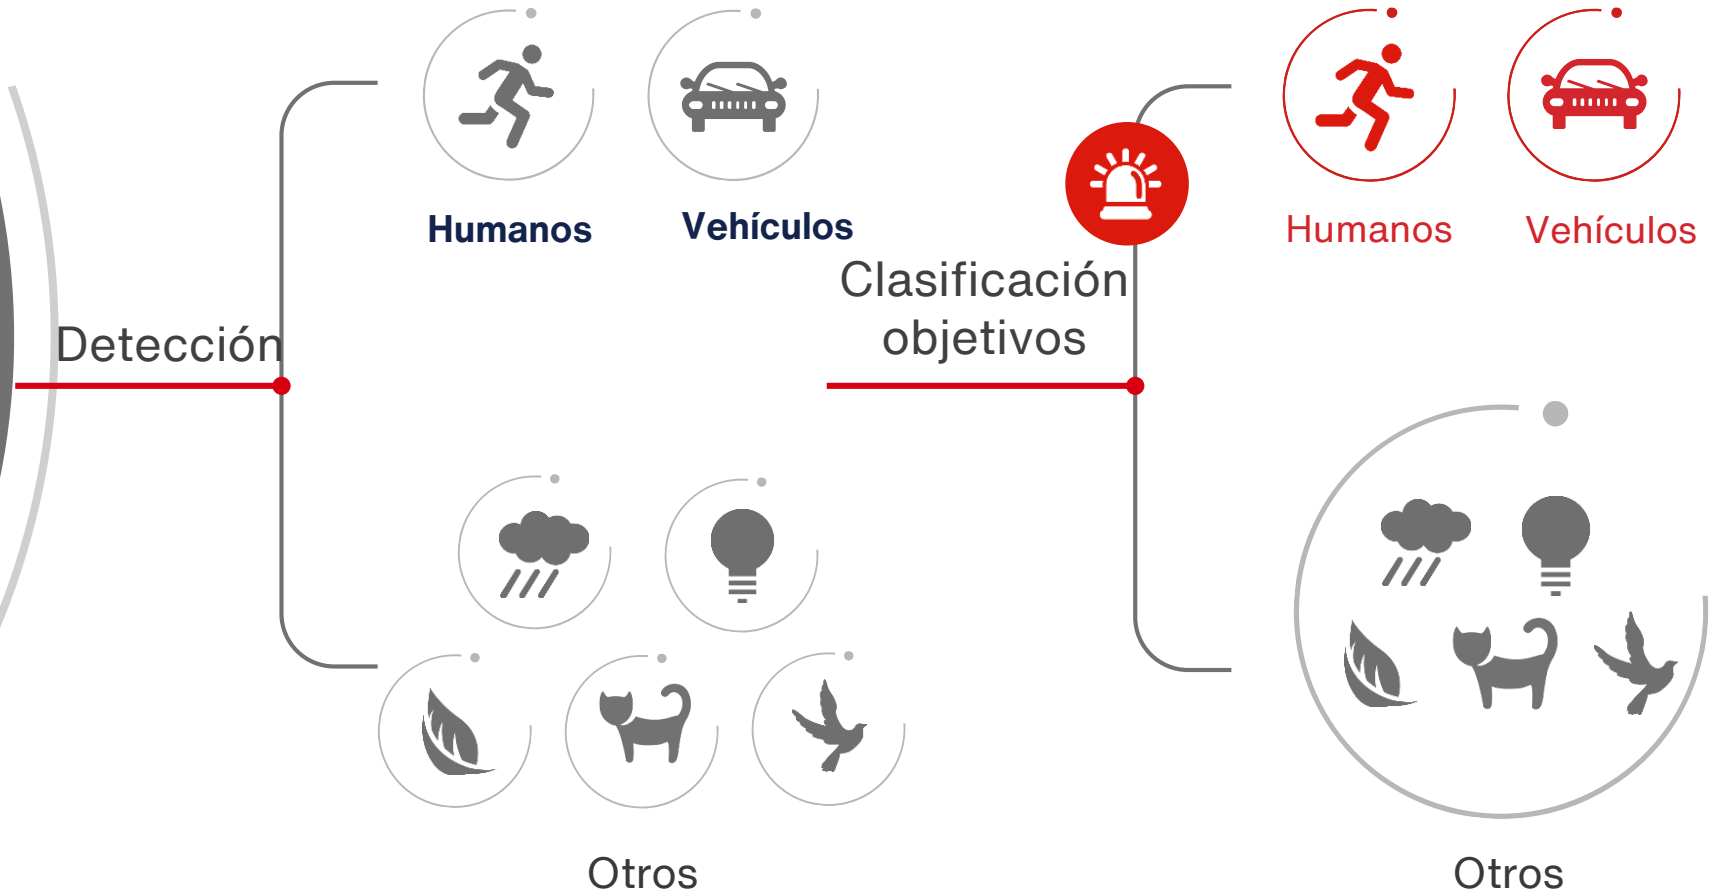 Detección
Humanos
Vehículos
Otros
Clasificación
objetivos
Humanos
Vehículos
Otros